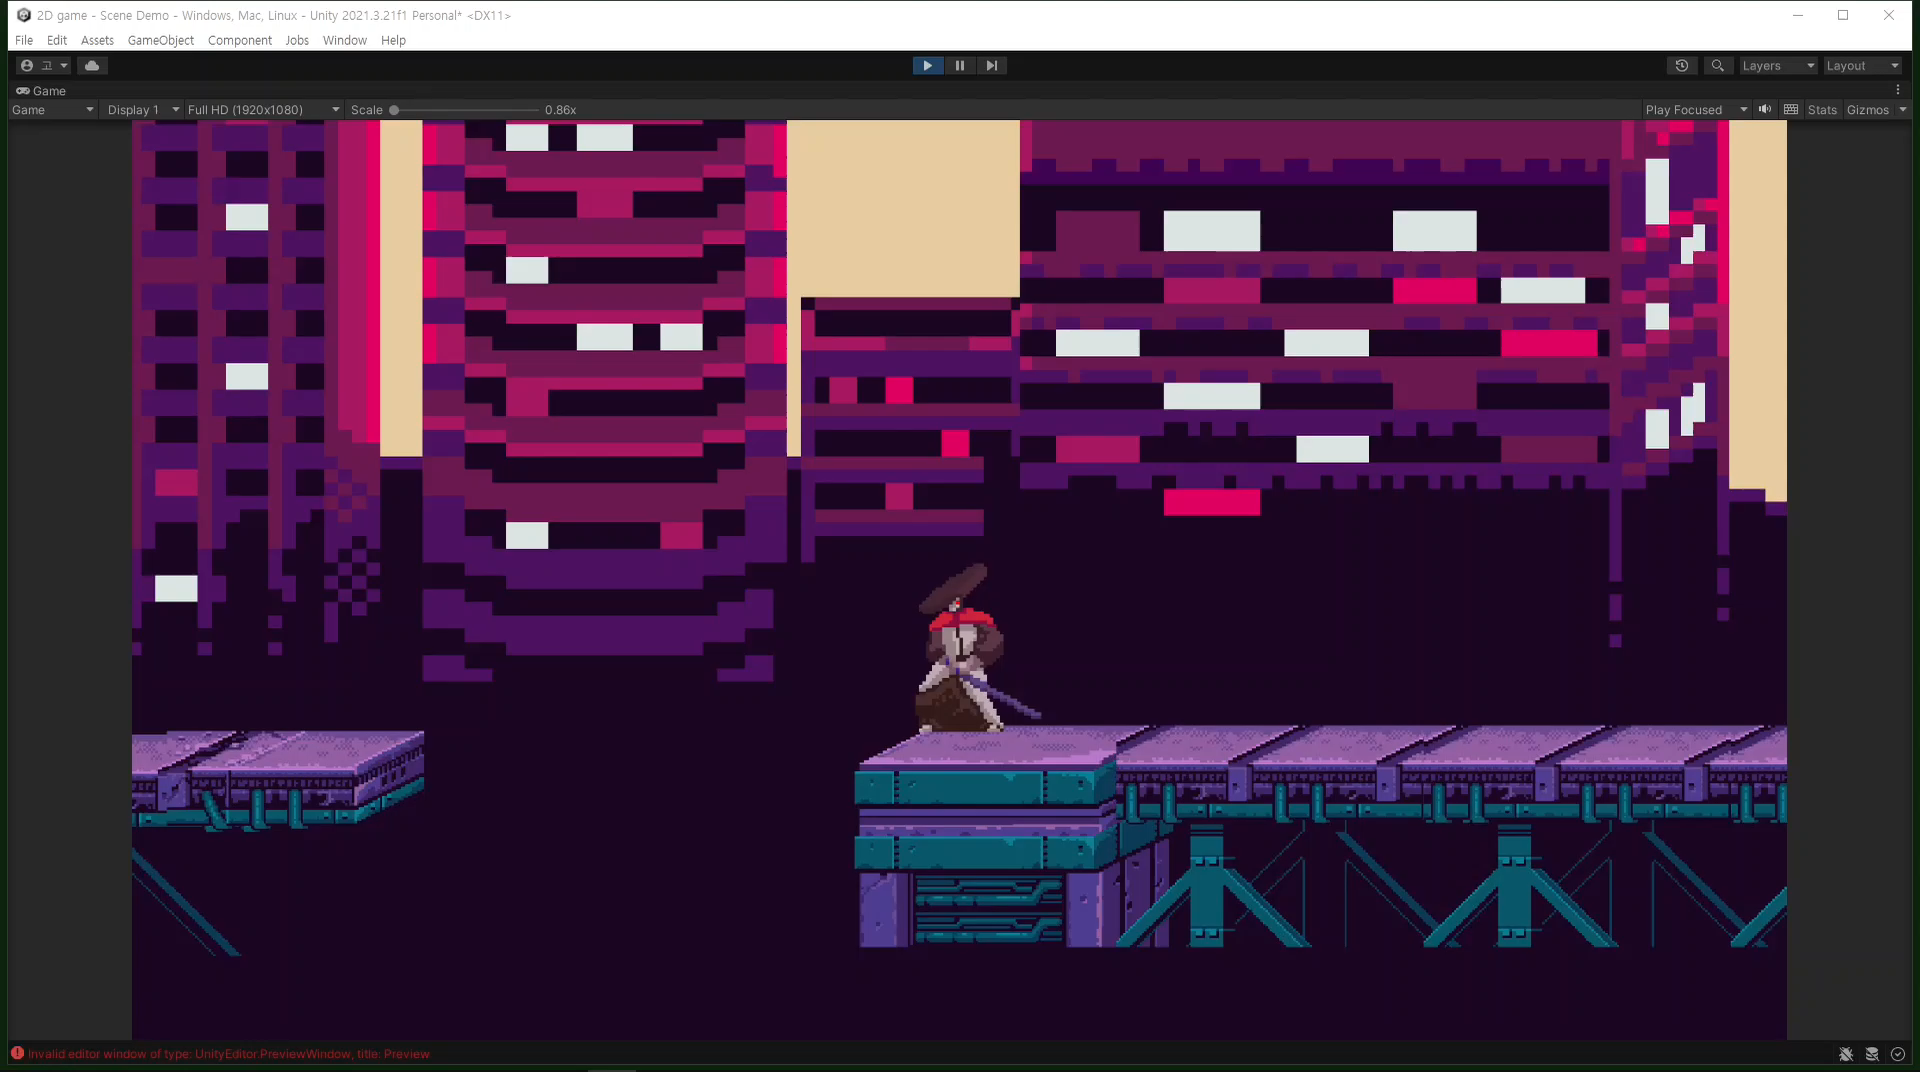 2D game - Scene Demo - Windows, Mac, Linux - Unity 2021.3.21f1 Personal* <DX11>
File Edit Assets GameObject Component Jobs Window Help
고 Layers Layout
Game
Game Display 1 Full HD (1920x1080) Scale 0.86x Play Focused Stats Gizmos
Invalid editor window of type: UnityEditor.PreviewWindow, title: Preview